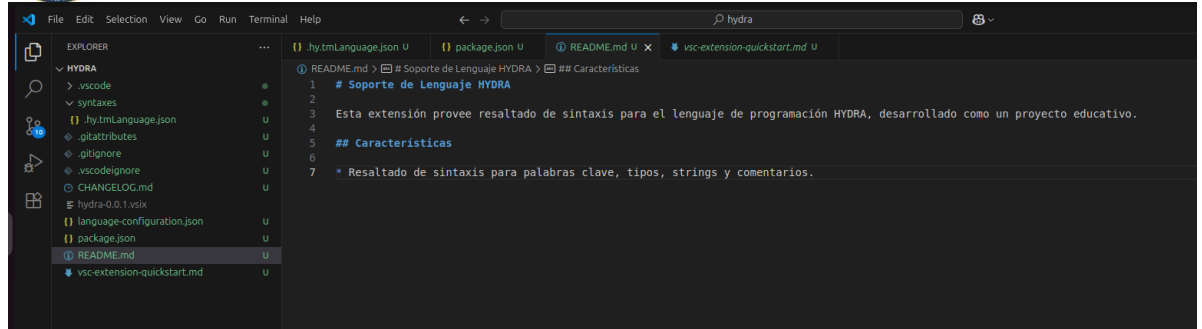 File Edit Selection View Go Run Terminal Help
hydra
EXPLORER ...
{} .hy.tmLanguage.json U
{} package.json U
README.md U
vsc-extension-quickstart.md U
HYDRA
.vscode
syntaxes
{} .hy.tmLanguage.json U
.gitattributes U
.gitignore U
.vscodeignore U
CHANGELOG.md U
hydra-0.0.1.vsix
{} language-configuration.json U
{} package.json U
README.md U
vsc-extension-quickstart.md U
10
README.md > # Soporte de Lenguaje HYDRA > ## Características
1 # Soporte de Lenguaje HYDRA
2
3 Esta extensión provee resaltado de sintaxis para el lenguaje de programación HYDRA, desarrollado como un proyecto educativo.
4
5 ## Características
6
7 * Resaltado de sintaxis para palabras clave, tipos, strings y comentarios.